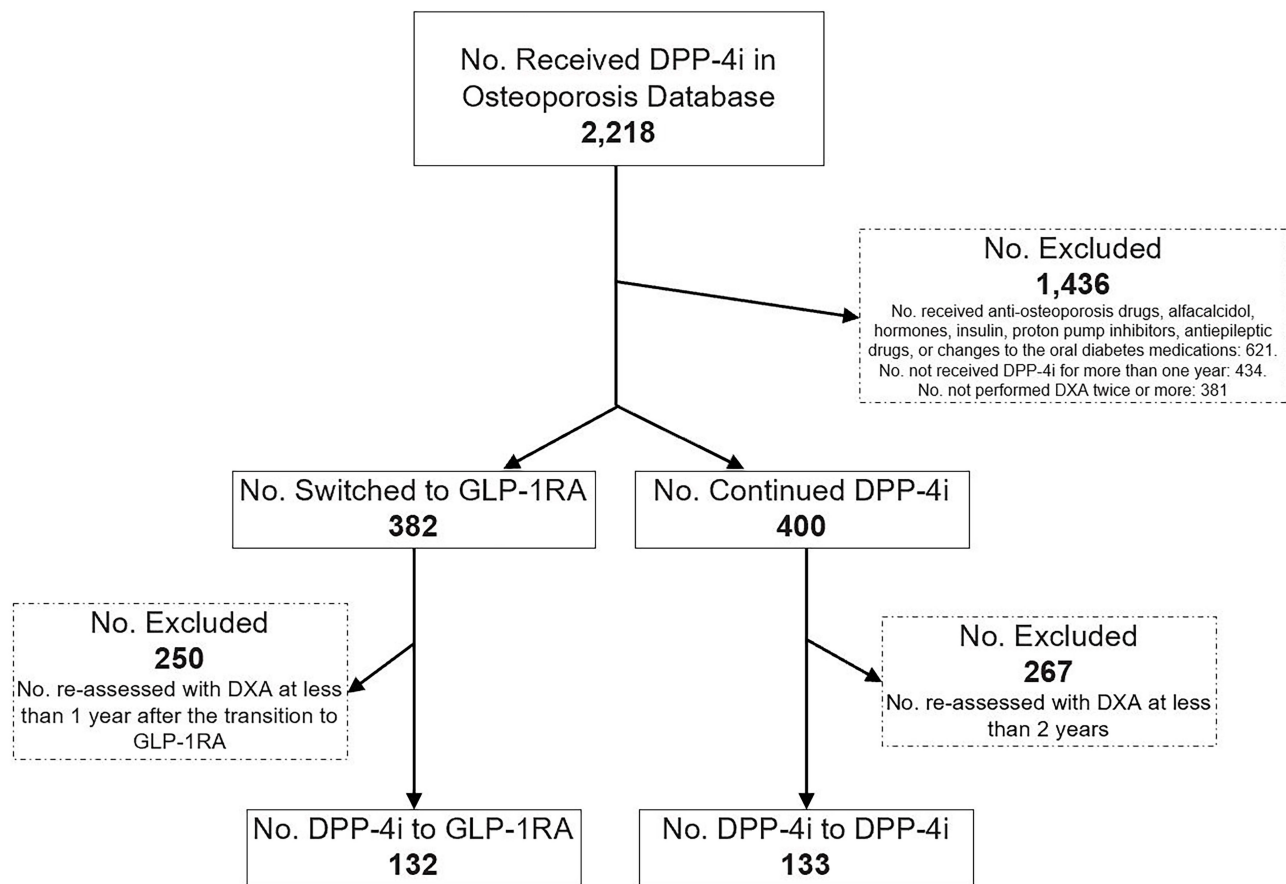 No. Received DPP-4i in
Osteoporosis Database
2,218
No. Excluded
1,436
No. received anti-osteoporosis drugs, alfacalcidol,
hormones, insulin, proton pump inhibitors, antiepileptic
drugs, or changes to the oral diabetes medications: 621.
No. not received DPP-4i for more than one year: 434.
No. not performed DXA twice or more: 381
No. Switched to GLP-1RA
382
No. Continued DPP-4i
400
No. Excluded
250
No. re-assessed with DXA at less
than 1 year after the transition to
GLP-1RA
No. Excluded
267
No. re-assessed with DXA at less
than 2 years
No. DPP-4i to GLP-1RA
132
No. DPP-4i to DPP-4i
133